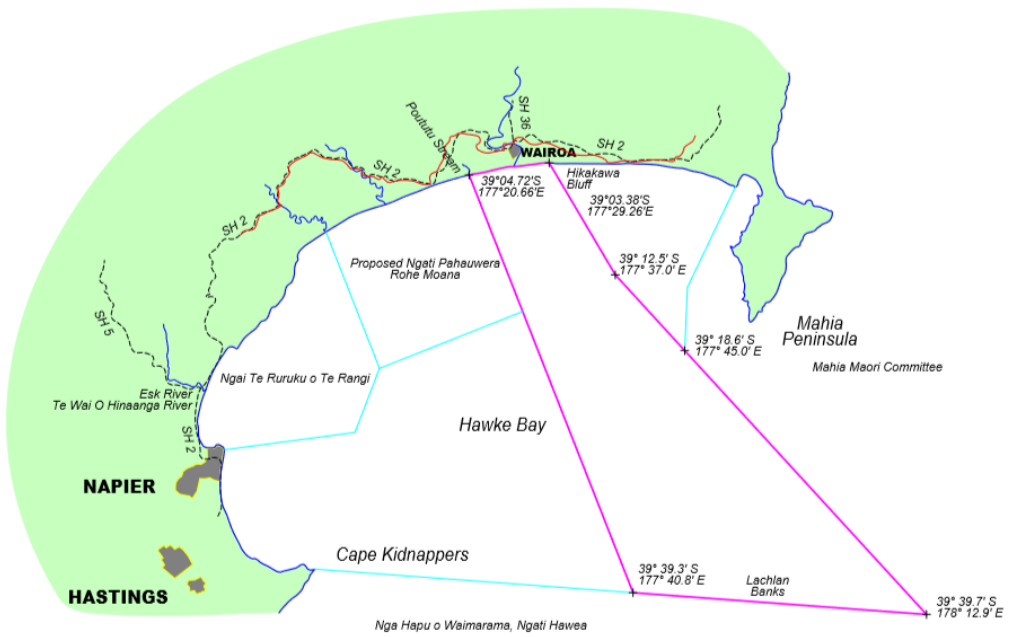 SH 36
Poututu Stream
WAIROA
SH 2
SH 2
Hikakawa
Bluff
39°04.72'S
177°20.66'E
39°03.38'S
177°29.26'E
SH 2
Proposed Ngati Pahauwera
Rohe Moana
39° 12.5' S
177° 37.0' E
SH 5
Mahia
Peninsula
39° 18.6' S
177° 45.0' E
Mahia Maori Committee
Ngai Te Ruruku o Te Rangi
Esk River
Te Wai O Hinaanga River
Hawke Bay
SH 2
NAPIER
Cape Kidnappers
39° 39.3' S
177° 40.8' E
Lachlan
Banks
HASTINGS
39° 39.7' S
178° 12.9' E
Nga Hapu o Waimarama, Ngati Hawea